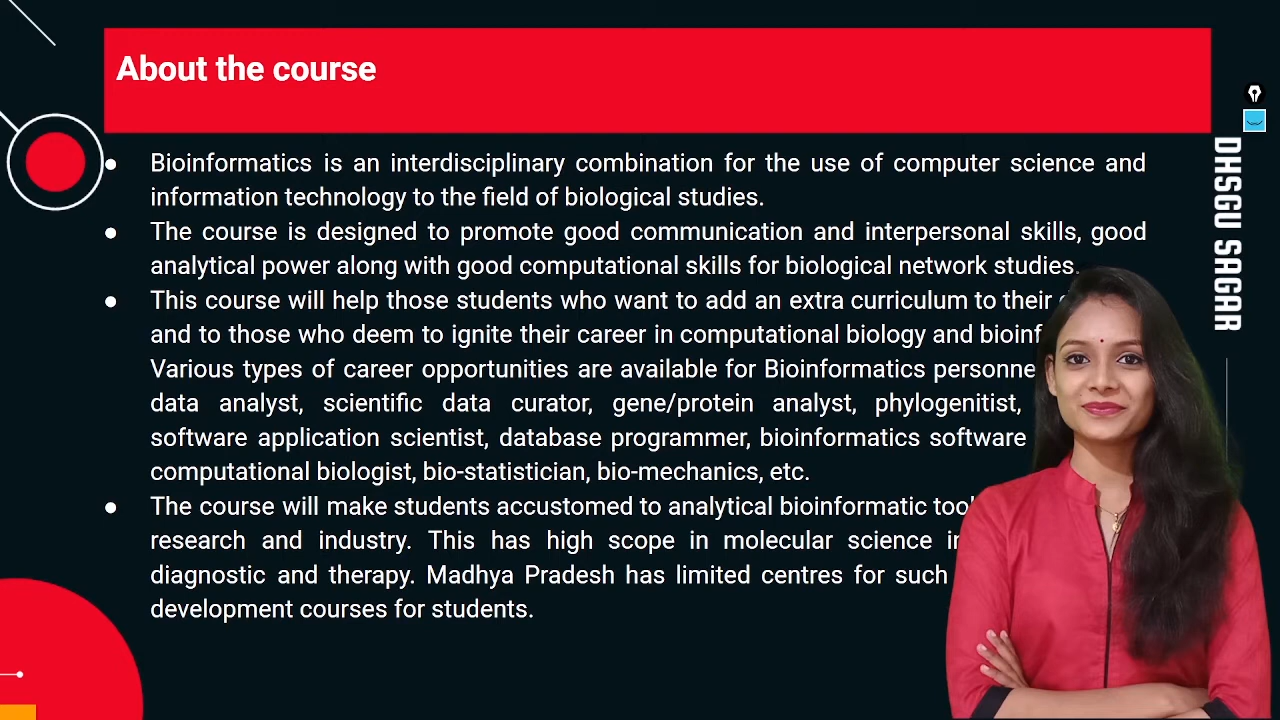 About the course
● Bioinformatics is an interdisciplinary combination for the use of computer science and
information technology to the field of biological studies.
● The course is designed to promote good communication and interpersonal skills, good
analytical power along with good computational skills for biological network studies.
● This course will help those students who want to add an extra curriculum to their
and to those who deem to ignite their career in computational biology and
Various types of career opportunities are available for Bioinformatics
data analyst, scientific data curator, gene/protein analyst, phylogenitist,
software application scientist, database programmer, bioinformatics software
computational biologist, bio-statistician, bio-mechanics, etc.
● The course will make students accustomed to analytical bioinformatic
research and industry. This has high scope in molecular science
diagnostic and therapy. Madhya Pradesh has limited centres for such
development courses for students.
DHSGU SAGAR